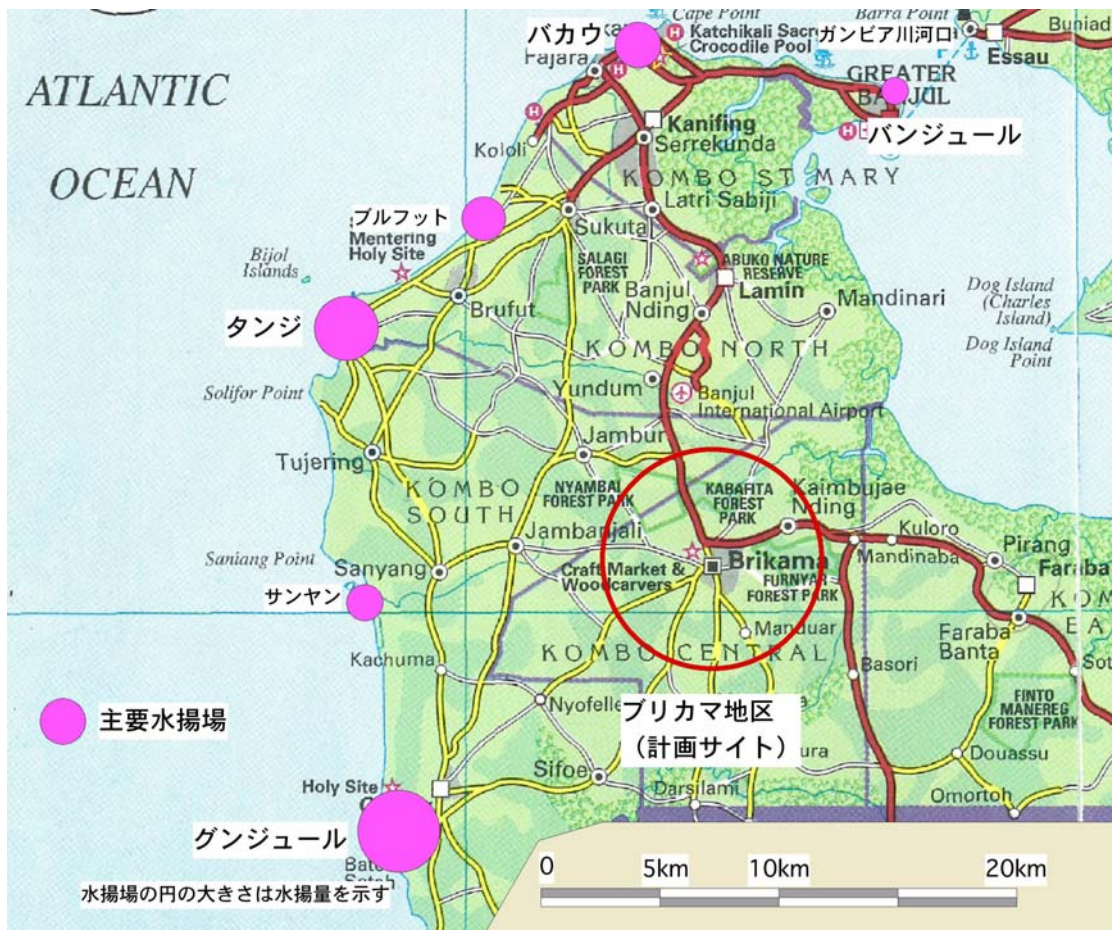 Cape Point
Barra Point
バカウ
Katchikali Sacre
Crocodile Pool
ガンビア川河口
Buniad
Essau
Fajara
ATLANTIC
OCEAN
GREATER
BANJUL
バンジュール
Kanifing
Serrekunda
Kololi
KOMBO ST MARY
ブルフット
Mentering
Holy Site
Sukuta
Latri Sabiji
Bijol
Islands
SALAGI
FOREST
PARK
ABUKO NATURE
RESERVE
Lamin
Brufut
Banjul
Nding
Mandinari
Dog Island
(Charles
Island)
Dog Island
Point
タンジ
KOMBO NORTH
Solifor Point
Yundum
Banjul
International Airport
Jambur
Tujering
KOMBO
SOUTH
NYAMBAI
FOREST PARK
KABAFITA
FOREST
PARK
Kaimbujae
Nding
Jambanjali
Kuloro
Mandinaba
Pirang
Faraba
Saniang Point
Sanyang
Craft Market &
Woodcarvers
Brikama
FURNYAR
FOREST PARK
サンヤン
Manduar
Faraba
Banta
Kachuma
KOMBO CENTRAL
Basori
主要水揚場
Nyofelle
ブリカマ地区
（計画サイト）
FINTO
MANEREG
FOREST PARK
Sifoe
Douassu
Holy Site
Darsilami
Omortoh
グンジュール
水揚場の円の大きさは水揚量を示す
0
5km
10km
20km